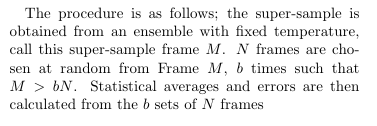 The procedure is as follows; the super-sample is
obtained from an ensemble with fixed temperature,
call this super-sample frame M. N frames are cho-
sen at random from Frame M, b times such that
M > bN. Statistical averages and errors are then
calculated from the b sets of N frames